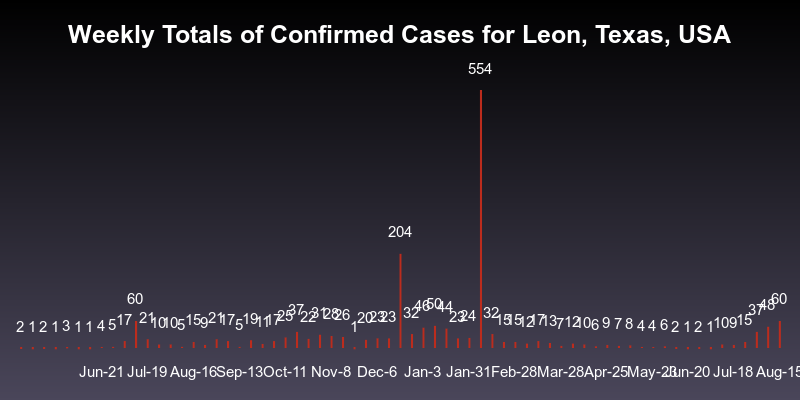 Weekly Totals of Confirmed Cases for Leon, Texas, USA
554
204
60
2 1 2 1 3 1 1 4 5 17 21 10 10 5 15 9 21 17 5 19 11 17 25 37 22 31 28 26 1 20 23 23 32 46 50 44 23 24 32 15 15 12 17 13 7 12 10 6 9 7 8 4 4 6 2 1 2 1 10 9 15 37 48 60
Jun-21 Jul-19 Aug-16 Sep-13 Oct-11 Nov-8 Dec-6 Jan-3 Jan-31 Feb-28 Mar-28 Apr-25 May-23 Jun-20 Jul-18 Aug-15